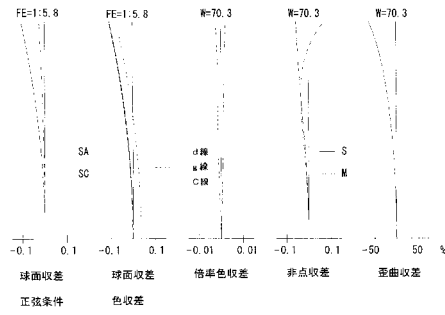 FE=1:5.8 FE=1:5.8 W=70.3 W=70.3 W=70.3
SA
SC
d線
g線
C線
S
M
-0.1 0.1 -0.1 0.1 -0.01 0.01 -0.1 0.1 -50 50 %
球面収差 球面収差 倍率色収差 非点収差 歪曲収差
正弦条件 色収差